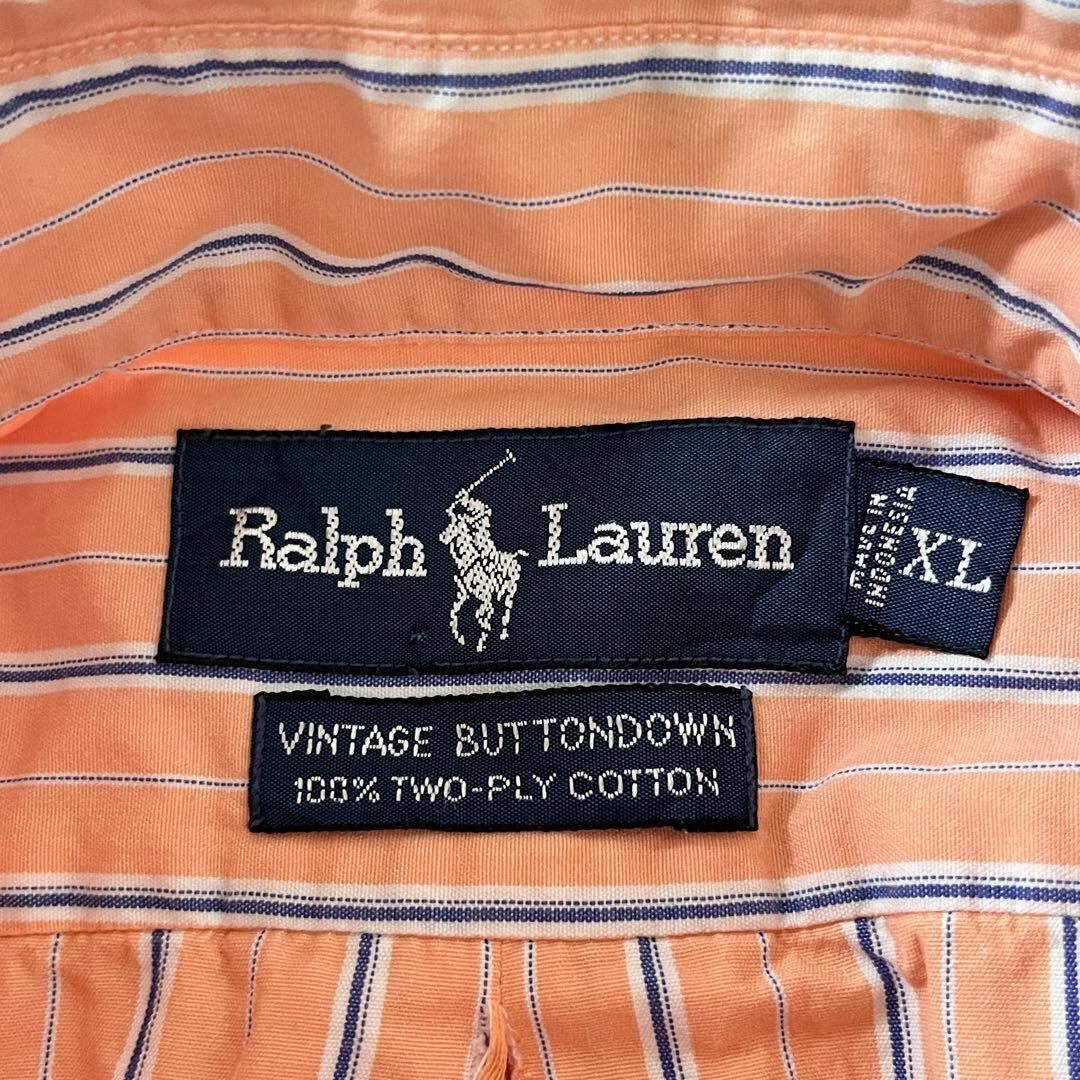 Ralph Lauren
XL
MADE IN
INDONESIA
VINTAGE BUTTONDOWN
100% TWO-PLY COTTON